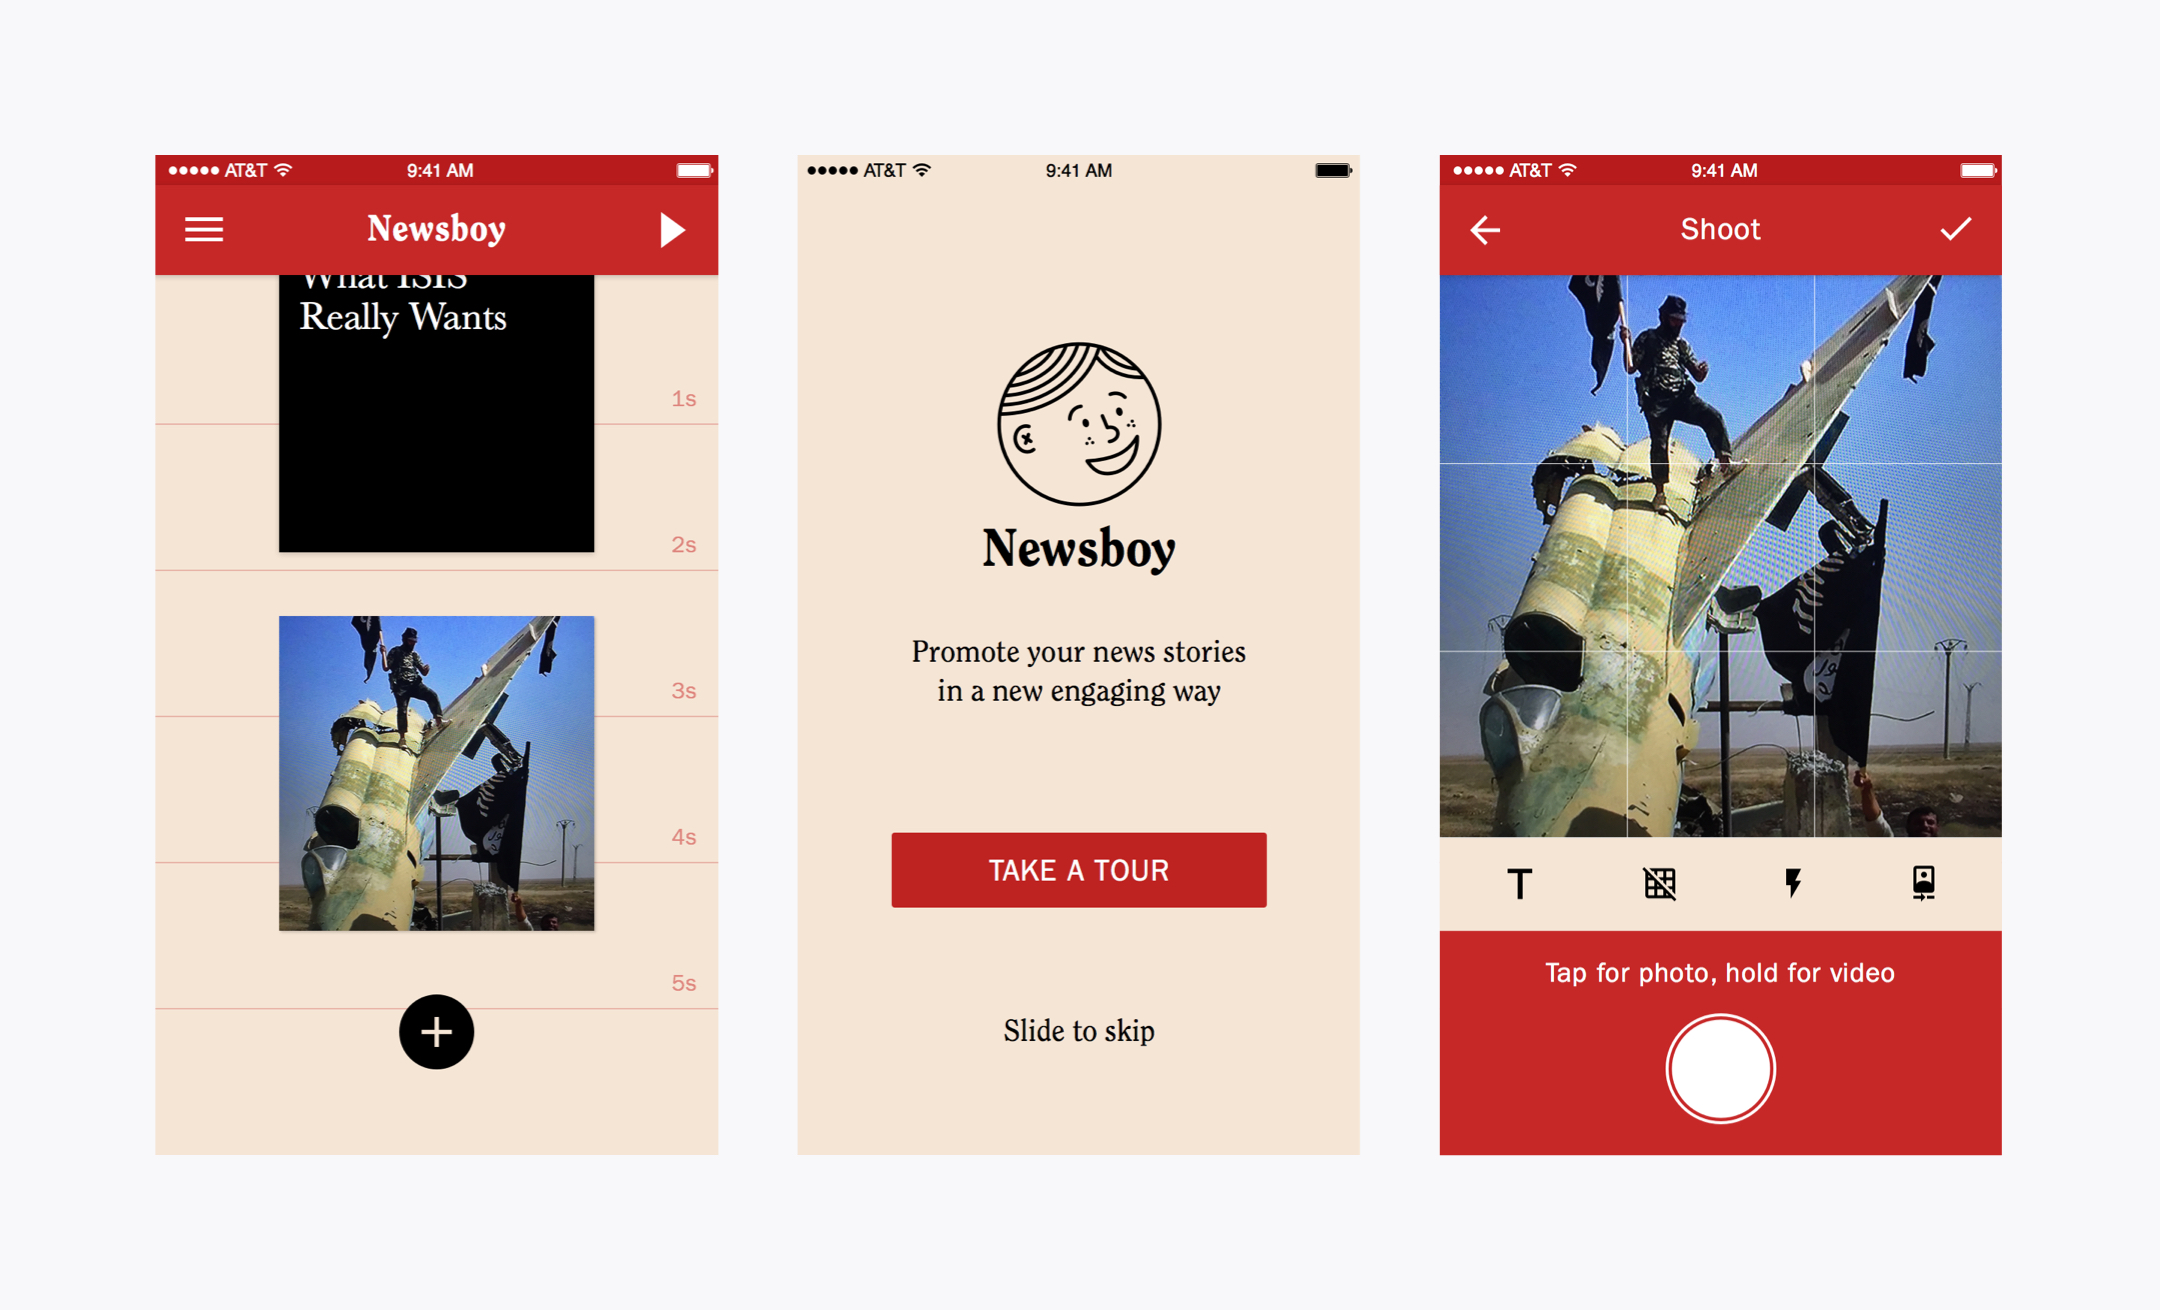 AT&T 9:41 AM
Newsboy
What ISIS
Really Wants
1s
2s
3s
4s
5s
AT&T 9:41 AM
Newsboy
Promote your news stories
in a new engaging way
TAKE A TOUR
Slide to skip
AT&T 9:41 AM
Shoot
T
Tap for photo, hold for video